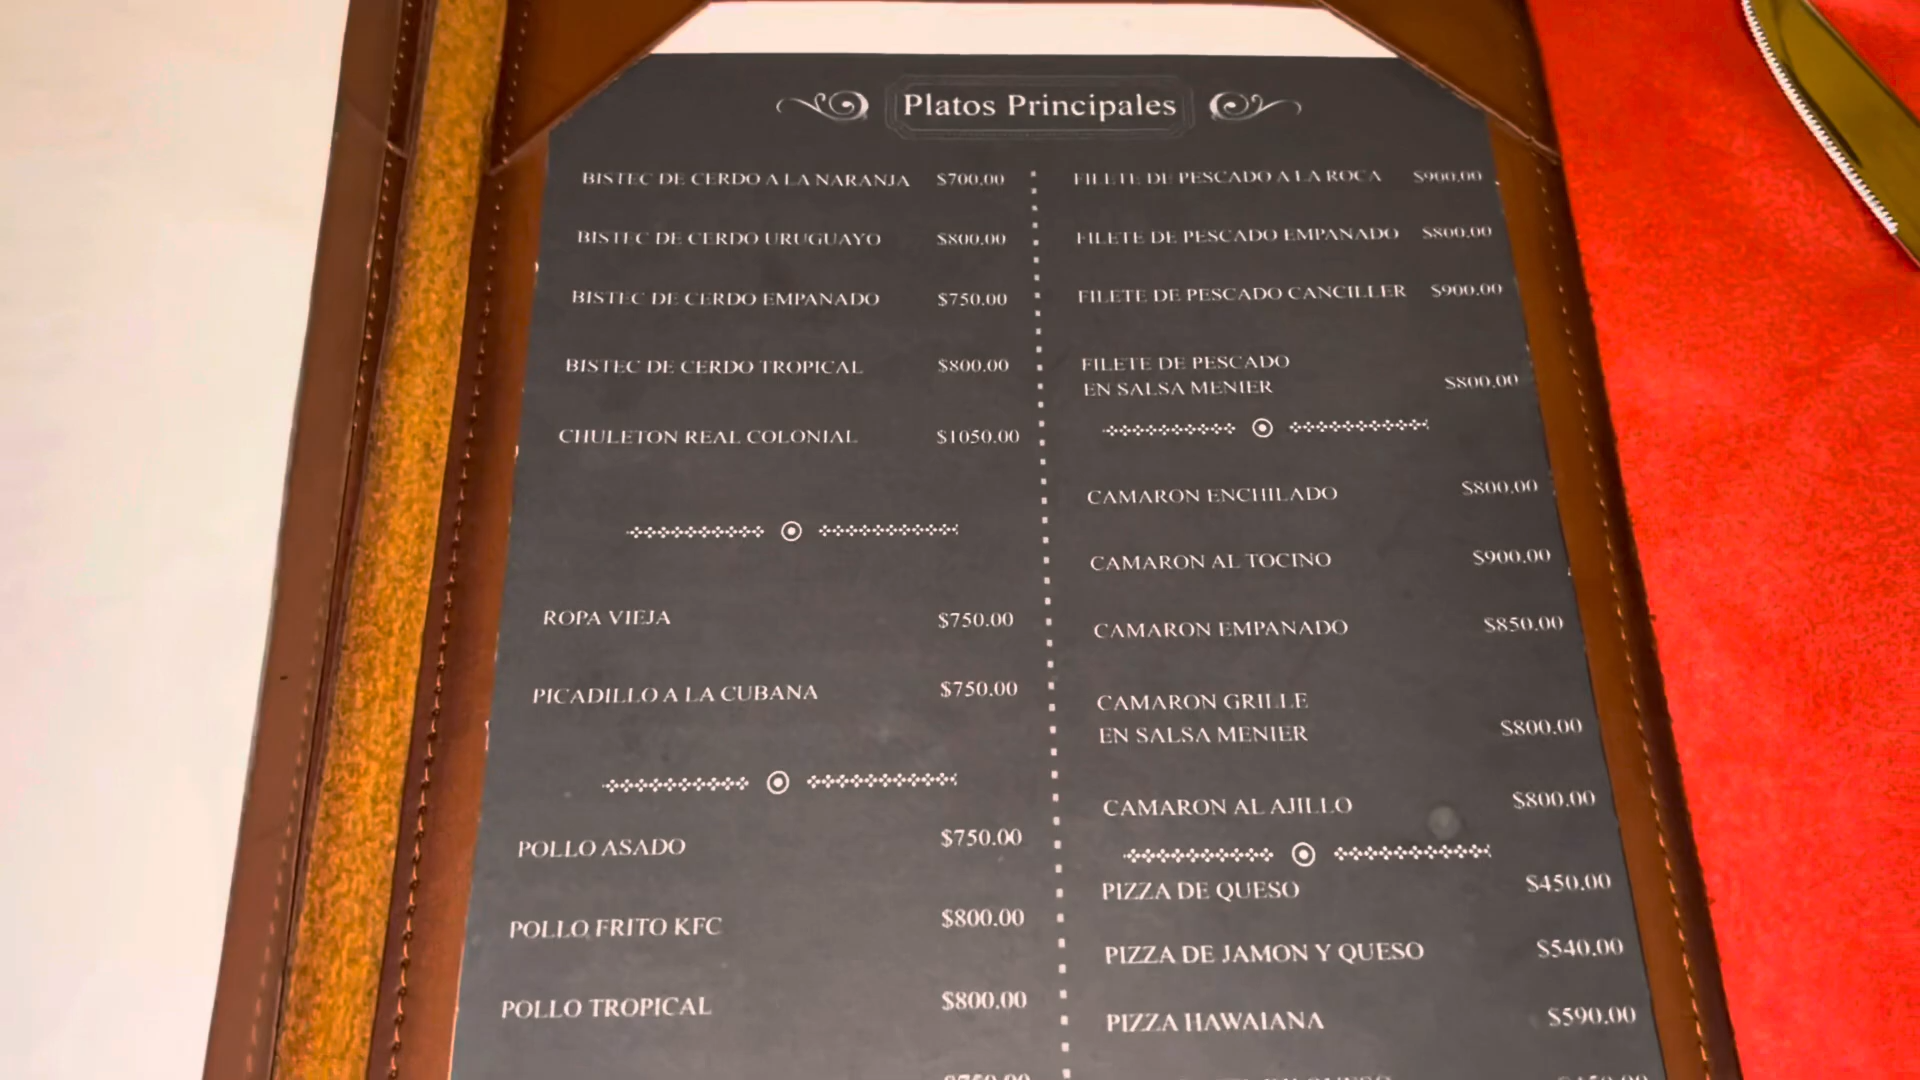 Platos Principales
BISTEC DE CERDO A LA NARANJA $700.00
BISTEC DE CERDO URUGUAYO $800.00
BISTEC DE CERDO EMPANADO $750.00
BISTEC DE CERDO TROPICAL $800.00
CHULETON REAL COLONIAL $1050.00
ROPA VIEJA $750.00
PICADILLO A LA CUBANA $750.00
POLLO ASADO $750.00
POLLO FRITO KFC $800.00
POLLO TROPICAL $800.00
FILETE DE PESCADO A LA ROCA $900.00
FILETE DE PESCADO EMPANADO $800.00
FILETE DE PESCADO CANCILLER $900.00
FILETE DE PESCADO
EN SALSA MENIER $800.00
CAMARON ENCHILADO $800.00
CAMARON AL TOCINO $900.00
CAMARON EMPANADO $850.00
CAMARON GRILLE
EN SALSA MENIER $800.00
CAMARON AL AJILLO $800.00
PIZZA DE QUESO $450.00
PIZZA DE JAMON Y QUESO $540.00
PIZZA HAWAIANA $590.00